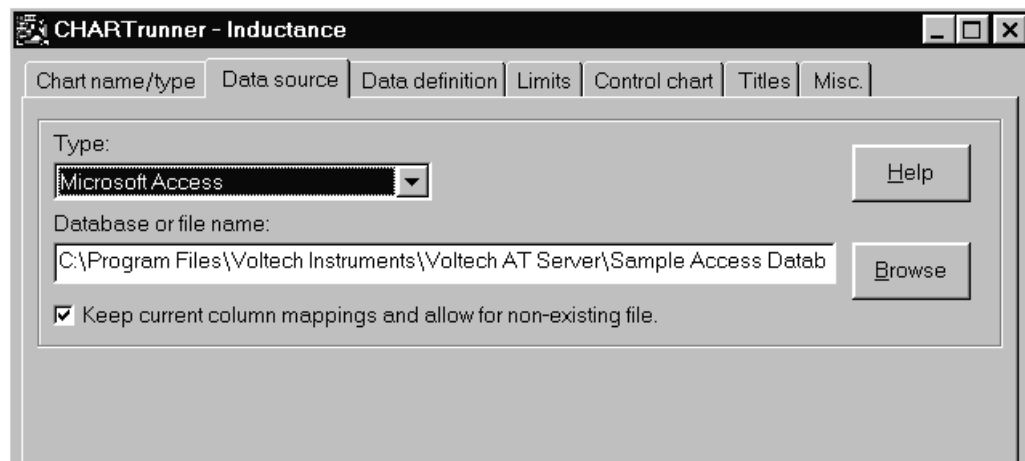 CHARTrunner - Inductance
Chart name/type Data source Data definition Limits Control chart Titles Misc.
Type:
Microsoft Access
Help
Database or file name:
C:\Program Files\Voltech Instruments\Voltech AT Server\Sample Access Datab
Browse
Keep current column mappings and allow for non-existing file.